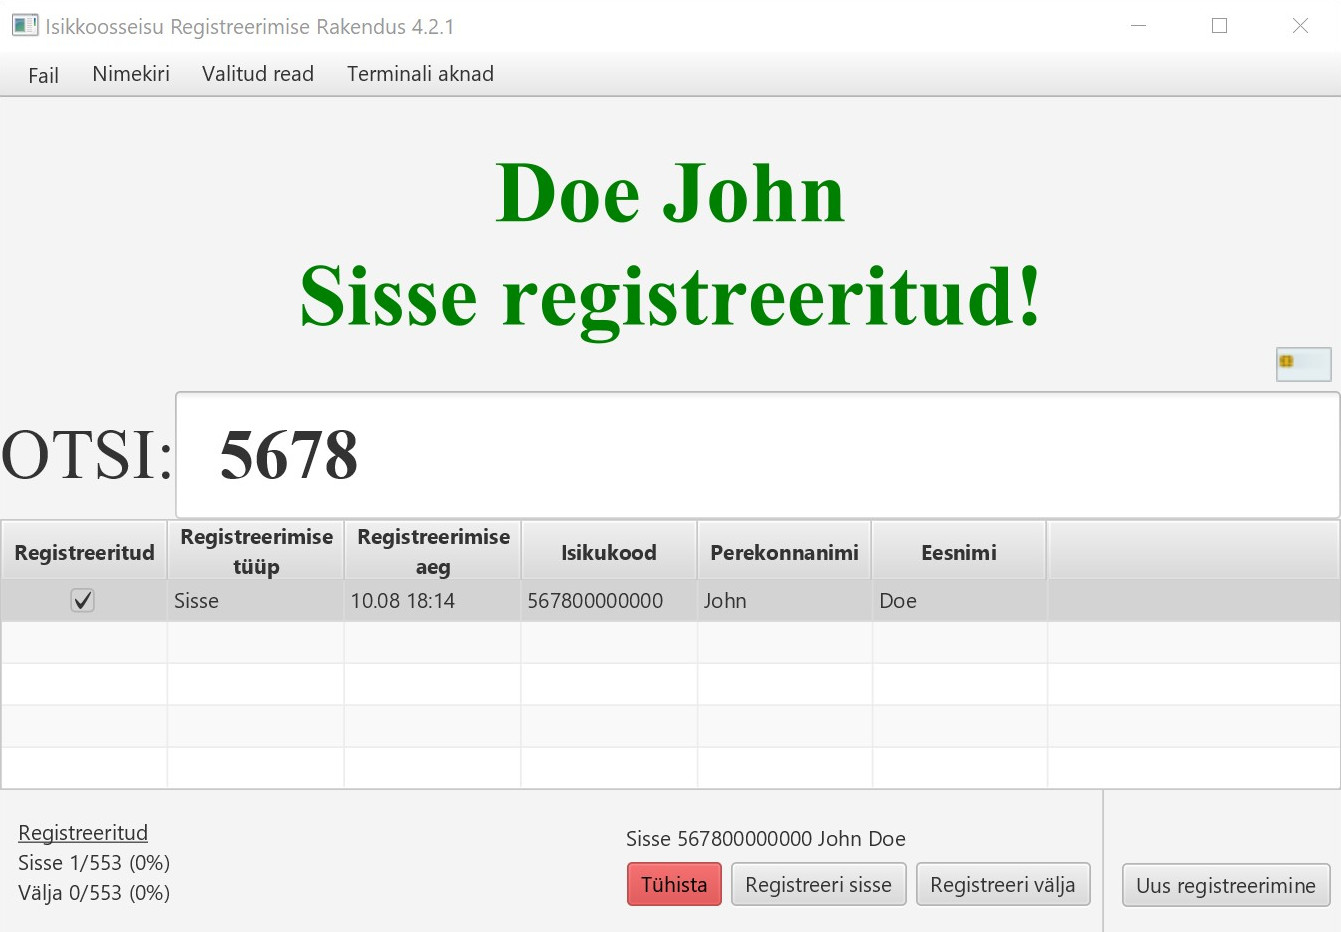 Isikkoosseisu Registreerimise Rakendus 4.2.1
Fail Nimekiri Valitud read Terminali aknad
Doe John
Sisse registreeritud!
OTSI: 5678
Registreeritud Registreerimise tüüp Registreerimise aeg Isikukood Perekonnanimi Eesnimi
Sisse 10.08 18:14 567800000000 John Doe
Registreeritud
Sisse 1/553 (0%)
Välja 0/553 (0%)
Sisse 567800000000 John Doe
Tühista Registreeri sisse Registreeri välja Uus registreerimine